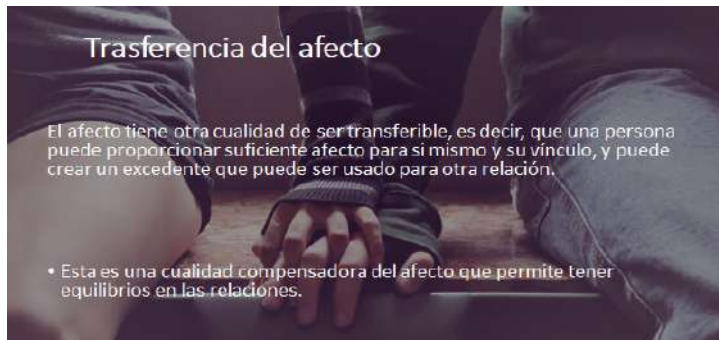 Trasferencia del afecto
El afecto tiene otra cualidad de ser transferible, es decir, que una persona
puede proporcionar suficiente afecto para si mismo y su vínculo, y puede
crear un excedente que puede ser usado para otra relación.
• Esta es una cualidad compensadora del afecto que permite tener
equilibrios en las relaciones.